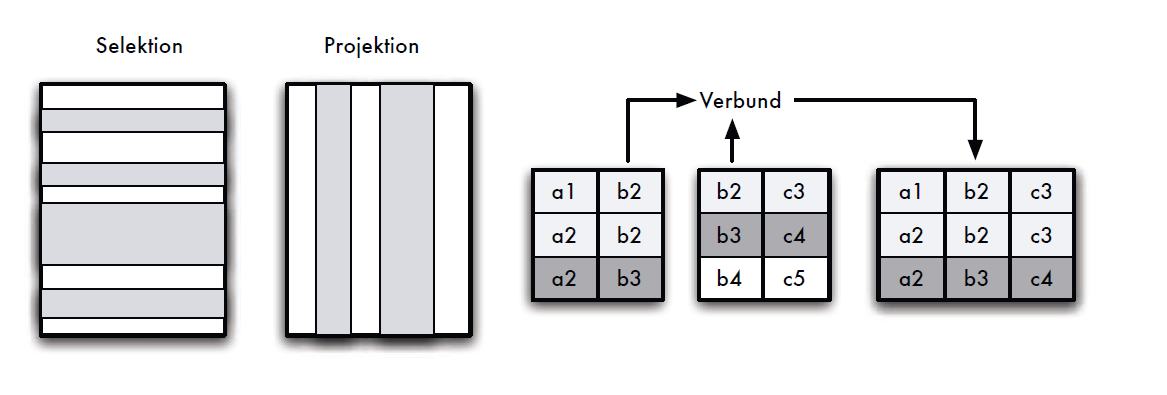 Selektion
Projektion
Verbund
a1 b2
a2 b2
a2 b3
b2 c3
b3 c4
b4 c5
a1 b2 c3
a2 b2 c3
a2 b3 c4